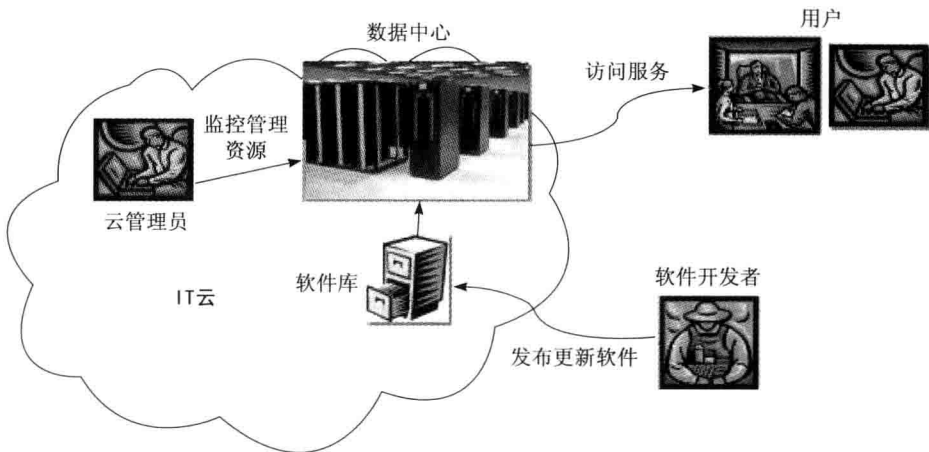 数据中心
用户
访问服务
监控管理
资源
云管理员
软件库
IT云
软件开发者
发布更新软件